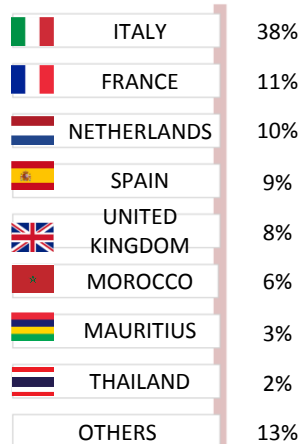 ITALY 38%
FRANCE 11%
NETHERLANDS 10%
SPAIN 9%
UNITED
KINGDOM 8%
MOROCCO 6%
MAURITIUS 3%
THAILAND 2%
OTHERS 13%